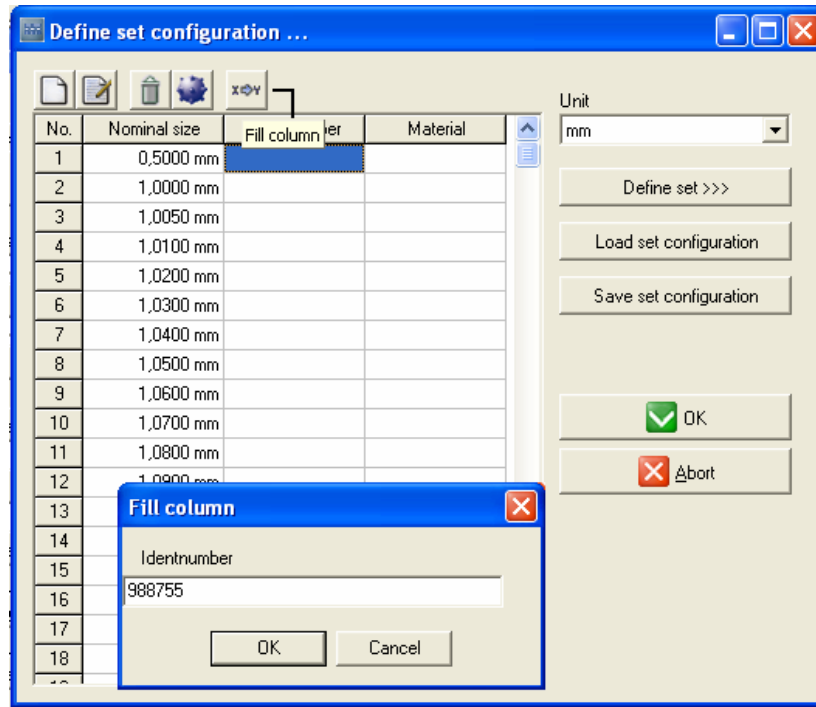 Define set configuration ...
X⇨Y
Unit
mm
No. Nominal size er Material
Fill column
1 0,5000 mm
2 1,0000 mm
3 1,0050 mm
4 1,0100 mm
5 1,0200 mm
6 1,0300 mm
7 1,0400 mm
8 1,0500 mm
9 1,0600 mm
10 1,0700 mm
11 1,0800 mm
12 1,0900 mm
13
14
15
16
17
18
Define set >>>
Load set configuration
Save set configuration
OK
Abort
Fill column
Identnumber
988755
OK Cancel